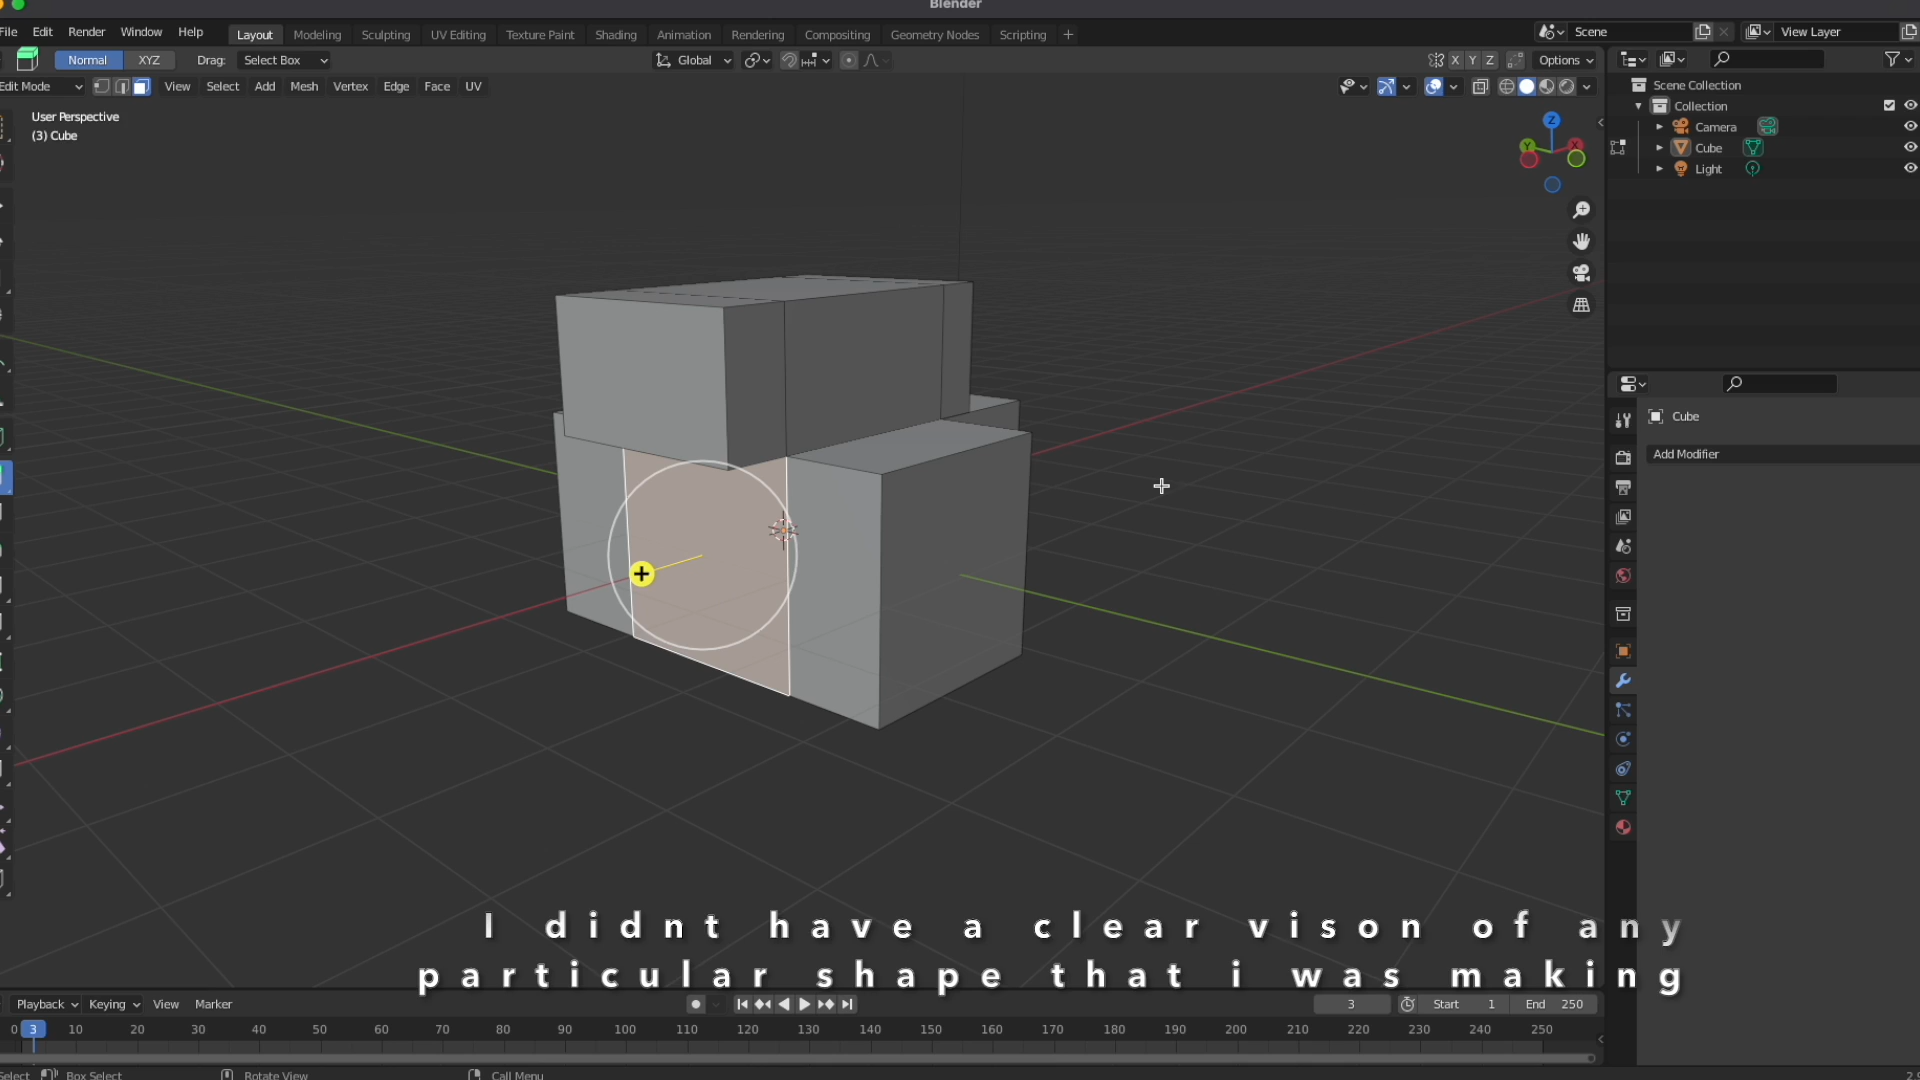 Blender
File Edit Render Window Help Layout Modeling Sculpting UV Editing Texture Paint Shading Animation Rendering Compositing Geometry Nodes Scripting + Scene View Layer
Normal XYZ Drag: Select Box Global X Y Z Options
Edit Mode View Select Add Mesh Vertex Edge Face UV
Scene Collection
Collection
Camera
Cube
Light
User Perspective
(3) Cube
Z
Y
X
Cube
Add Modifier
I didnt have a clear vison of any
particular shape that i was making
Playback Keying View Marker 3 Start 1 End 250
0 3 10 20 30 40 50 60 70 80 90 100 110 120 130 140 150 160 170 180 190 200 210 220 230 240 250
Select Box Select Rotate View Call Menu